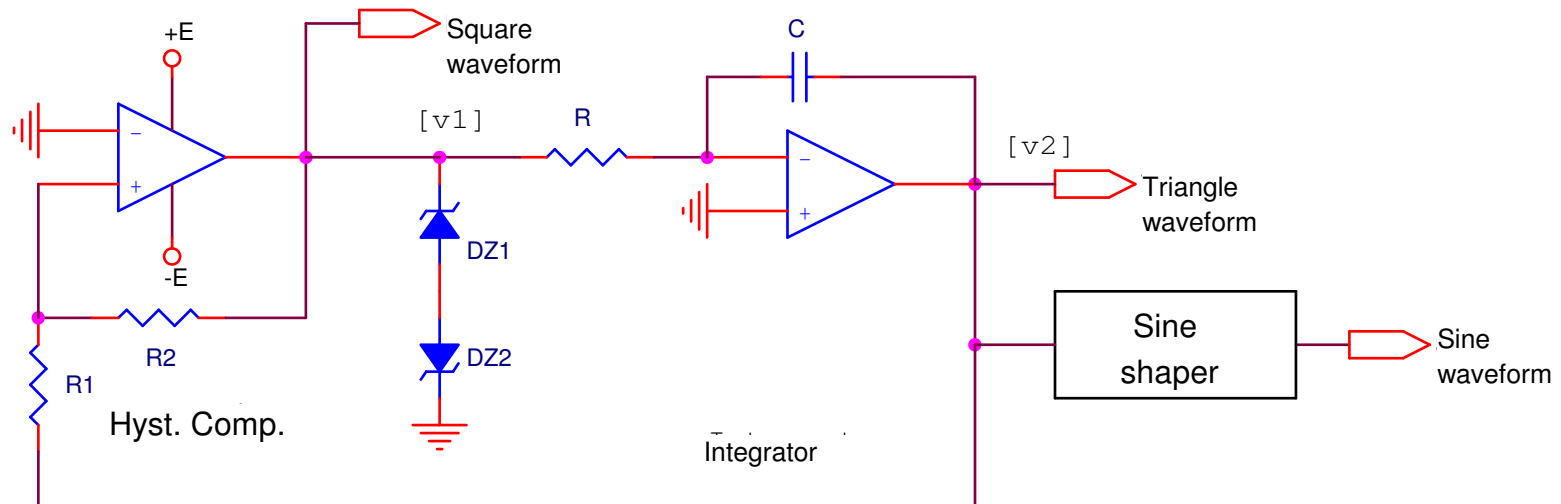 +E
Square
waveform
C
[v1]
R
[v2]
−
+
−
+
Triangle
waveform
DZ1
-E
Sine
shaper
Sine
waveform
R2
DZ2
R1
Hyst. Comp.
Integrator